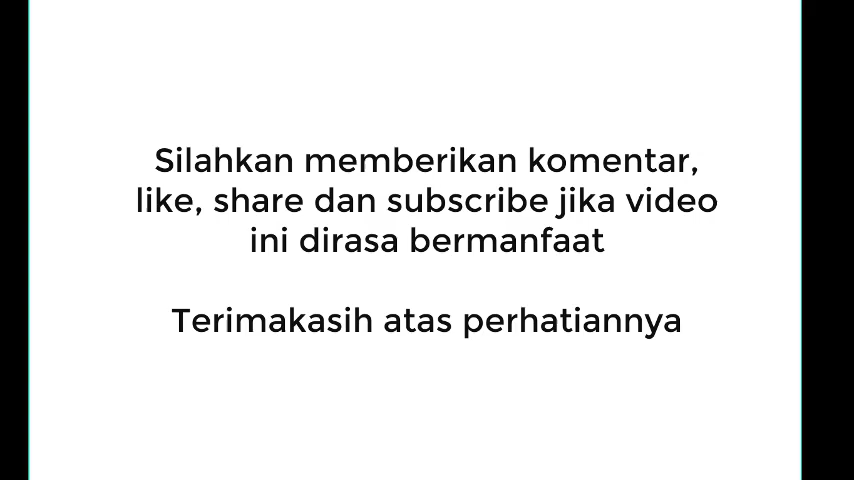 Silahkan memberikan komentar,
like, share dan subscribe jika video
ini dirasa bermanfaat
Terimakasih atas perhatiannya